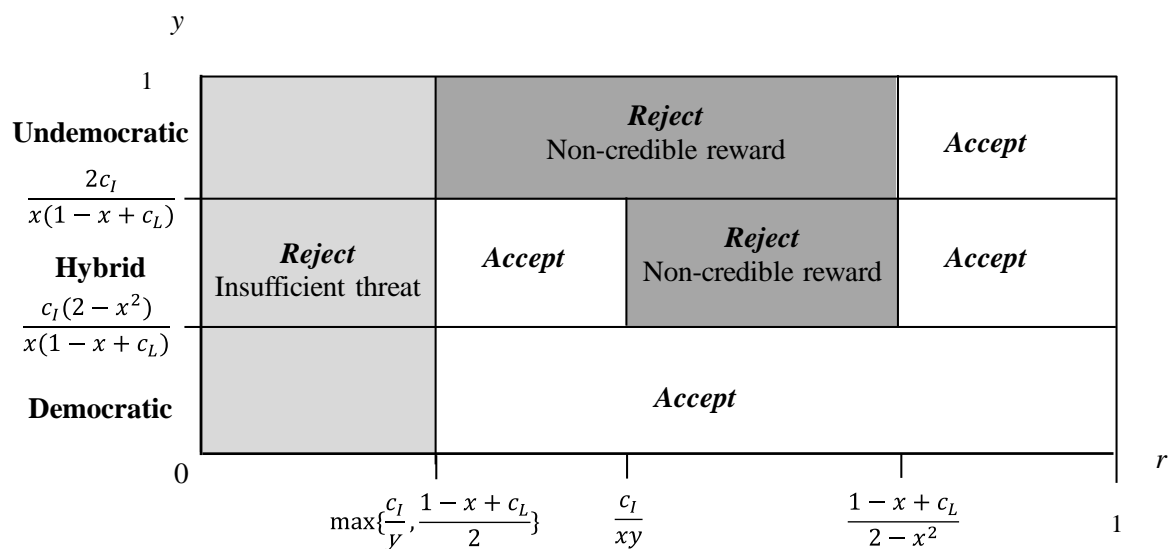 y
1
Undemocratic
Reject
Non-credible reward
Accept
2c_I
x(1 − x + c_L)
Hybrid
Reject
Insufficient threat
Accept
Reject
Non-credible reward
Accept
c_I(2 − x²)
x(1 − x + c_L)
Democratic
Accept
0
r
max{c_I/y, (1 − x + c_L)/2}
c_I/xy
(1 − x + c_L)/(2 − x²)
1